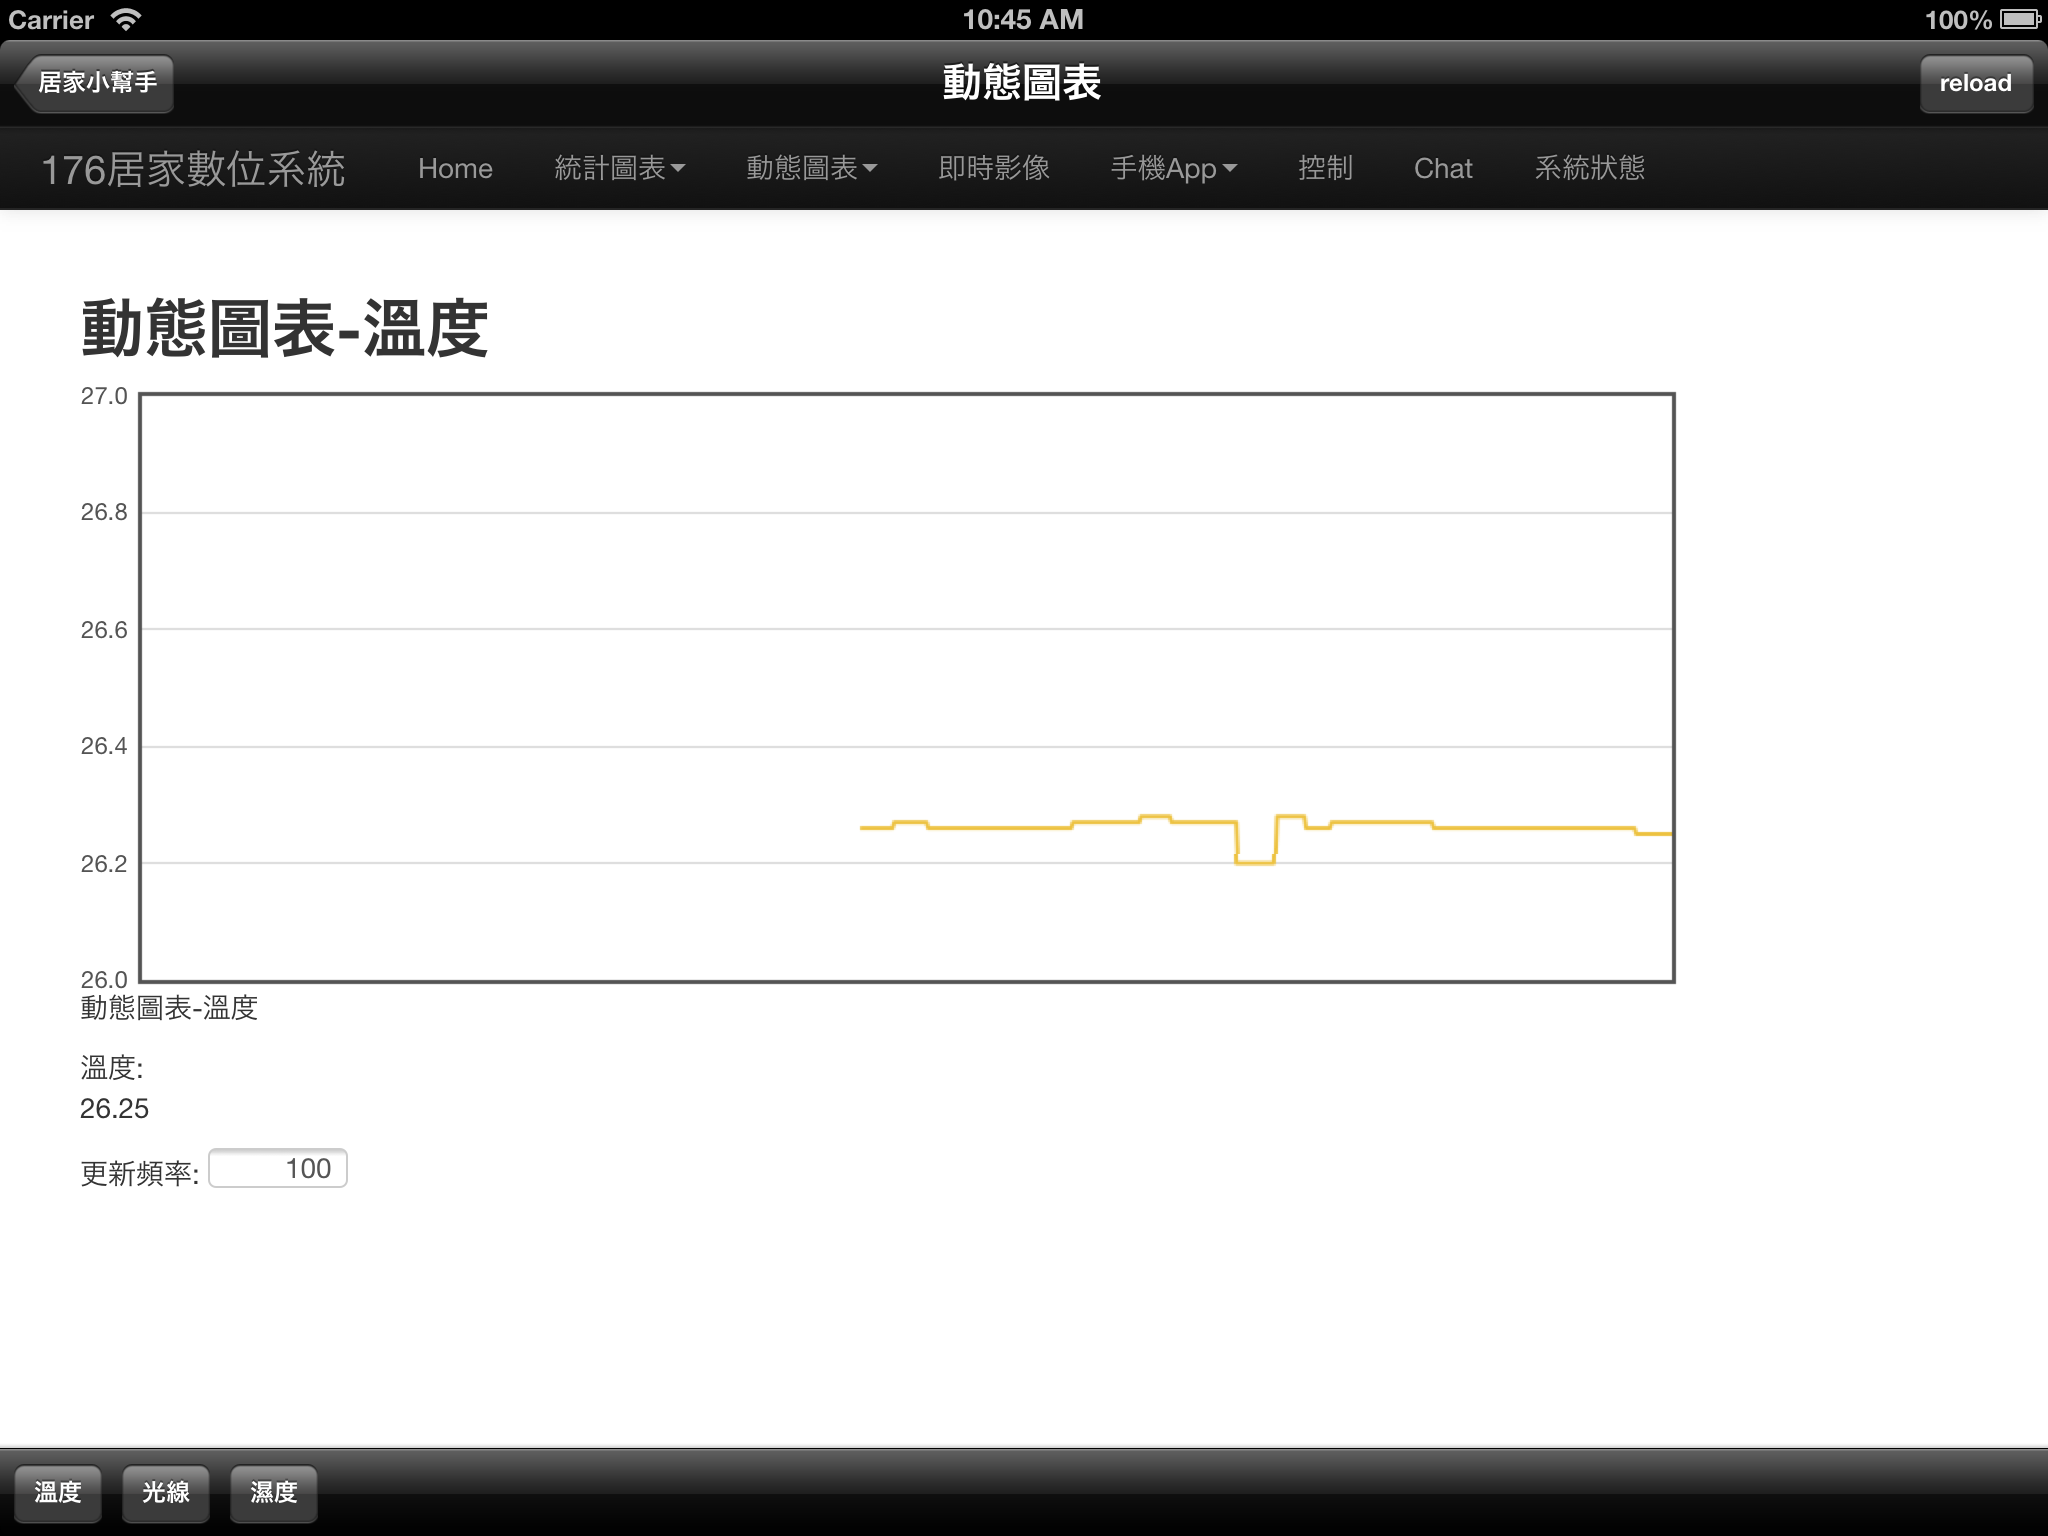 Carrier 10:45 AM 100%
居家小幫手 動態圖表 reload
176居家數位系統 Home 統計圖表 動態圖表 即時影像 手機App 控制 Chat 系統狀態
動態圖表-溫度
27.0
26.8
26.6
26.4
26.2
26.0
動態圖表-溫度
溫度:
26.25
更新頻率: 100
溫度 光線 濕度